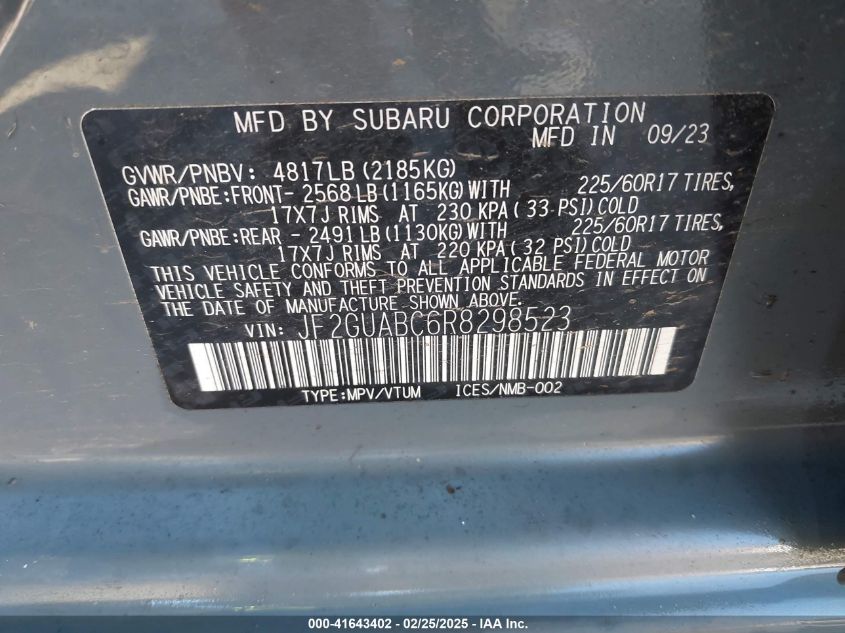 MFD BY SUBARU CORPORATION
MFD IN 09/23
GVWR/PNBV: 4817LB (2185KG)
GAWR/PNBE:FRONT- 2568 LB (1165KG) WITH 225/60R17 TIRES,
17X7J RIMS AT 230 KPA ( 33 PSI) COLD
GAWR/PNBE:REAR - 2491 LB (1130KG) WITH 225/60R17 TIRES,
17X7J RIMS AT 220 KPA ( 32 PSI) COLD
THIS VEHICLE CONFORMS TO ALL APPLICABLE FEDERAL MOTOR
VEHICLE SAFETY AND THEFT PREVENTION STANDARDS IN EFFECT ON
THE DATE OF MANUFACTURE SHOWN ABOVE.
VIN: JF2GUABC6R8298523
TYPE:MPV/VTUM ICES/NMB-002
000-41643402 - 02/25/2025 - IAA Inc.